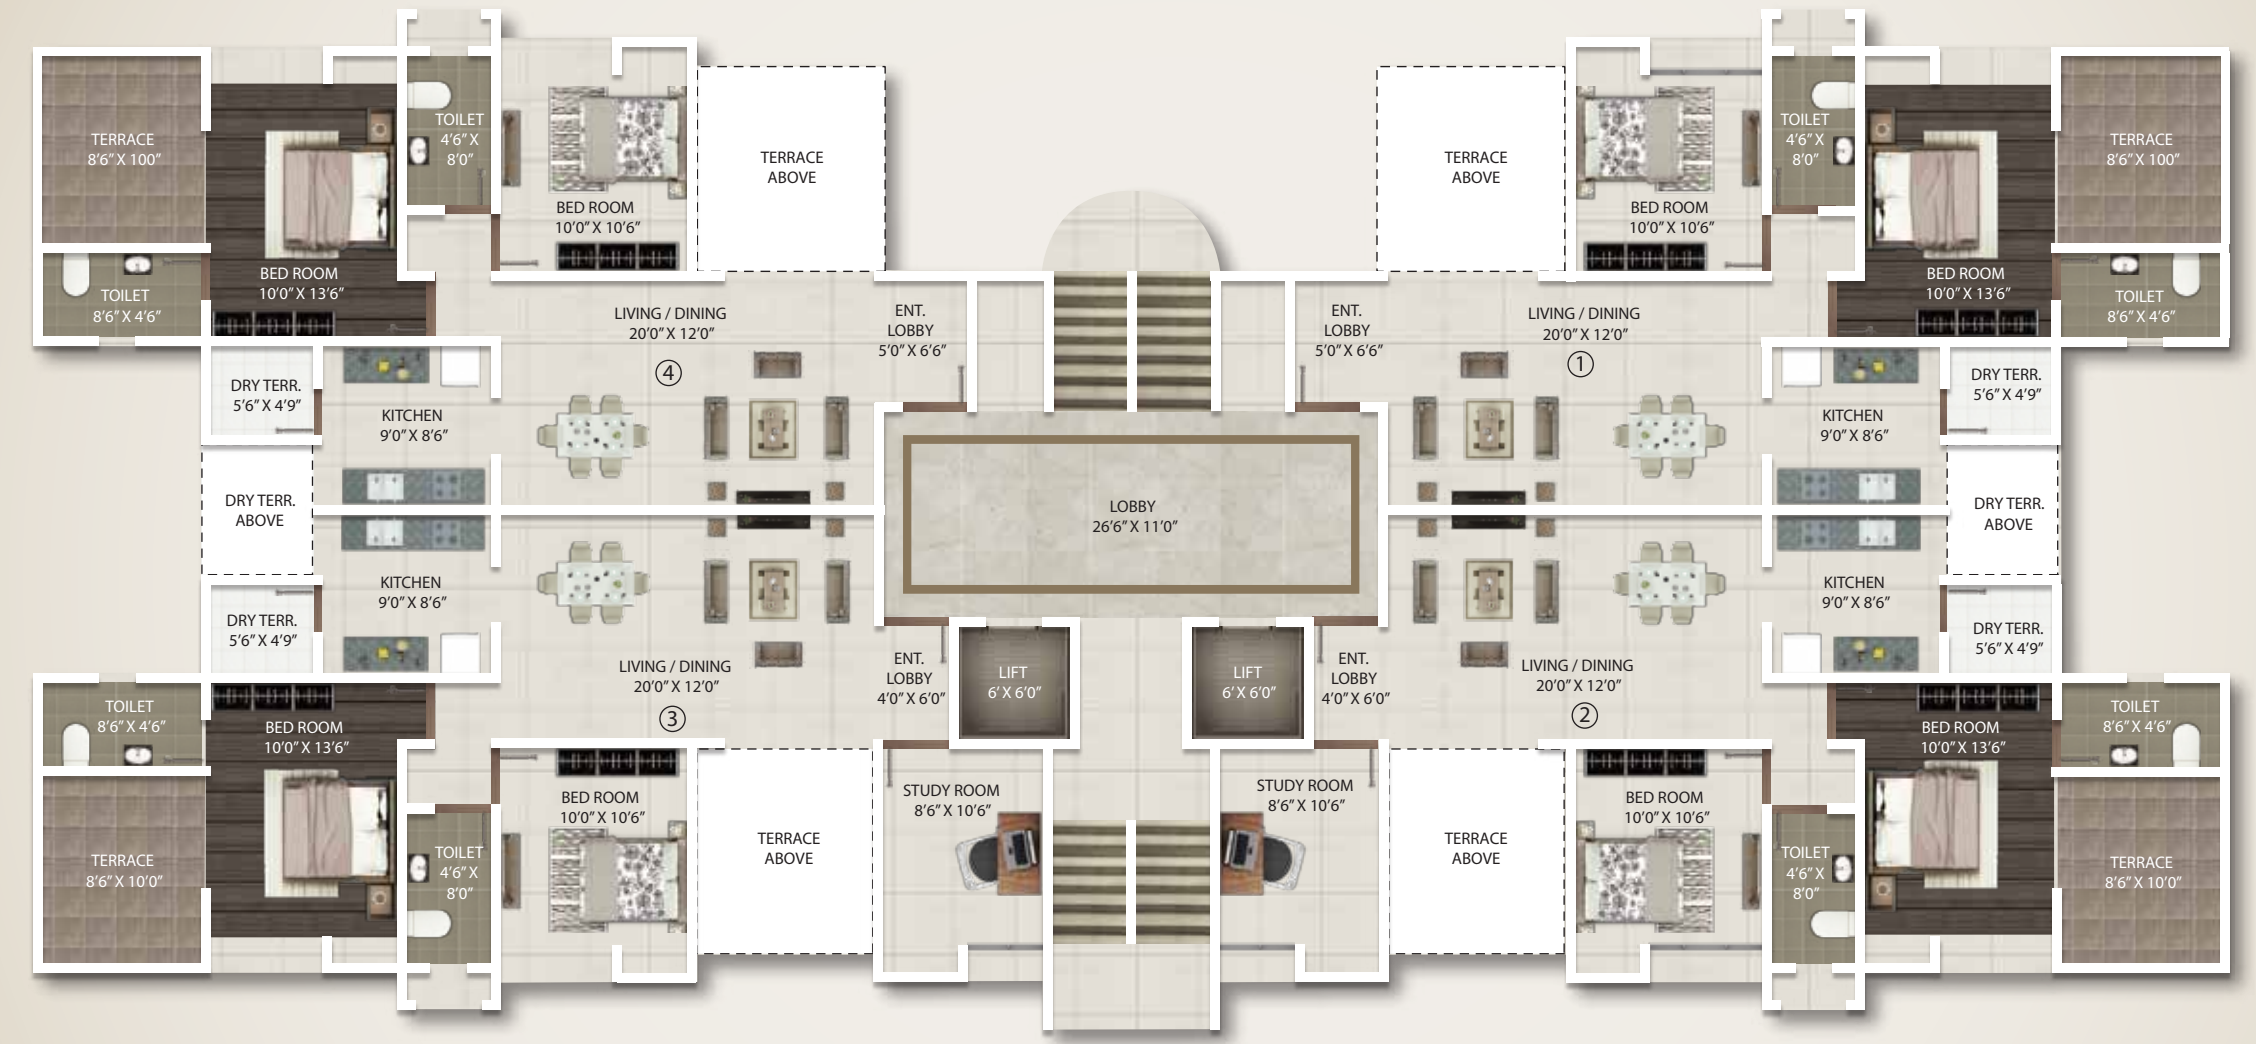 TERRACE
8'6” X 100”
TOILET
8'6” X 4'6”
BED ROOM
10'0” X 13'6”
TOILET
4'6” X
8'0”
BED ROOM
10'0” X 10'6”
TERRACE
ABOVE
LIVING / DINING
20'0” X 12'0”
④
ENT.
LOBBY
5'0” X 6'6”
DRY TERR.
5'6” X 4'9”
KITCHEN
9'0” X 8'6”
DRY TERR.
ABOVE
TERRACE
ABOVE
BED ROOM
10'0” X 10'6”
TOILET
4'6” X
8'0”
TERRACE
8'6” X 100”
BED ROOM
10'0” X 13'6”
TOILET
8'6” X 4'6”
ENT.
LOBBY
5'0” X 6'6”
LIVING / DINING
20'0” X 12'0”
①
KITCHEN
9'0” X 8'6”
DRY TERR.
5'6” X 4'9”
DRY TERR.
ABOVE
LOBBY
26'6” X 11'0”
KITCHEN
9'0” X 8'6”
DRY TERR.
5'6” X 4'9”
LIVING / DINING
20'0” X 12'0”
③
ENT.
LOBBY
4'0” X 6'0”
LIFT
6' X 6'0”
TOILET
8'6” X 4'6”
BED ROOM
10'0” X 13'6”
TERRACE
8'6” X 10'0”
TOILET
4'6” X
8'0”
BED ROOM
10'0” X 10'6”
TERRACE
ABOVE
STUDY ROOM
8'6” X 10'6”
LIFT
6' X 6'0”
ENT.
LOBBY
4'0” X 6'0”
LIVING / DINING
20'0” X 12'0”
②
KITCHEN
9'0” X 8'6”
DRY TERR.
5'6” X 4'9”
STUDY ROOM
8'6” X 10'6”
TERRACE
ABOVE
BED ROOM
10'0” X 10'6”
TOILET
4'6” X
8'0”
BED ROOM
10'0” X 13'6”
TOILET
8'6” X 4'6”
TERRACE
8'6” X 10'0”